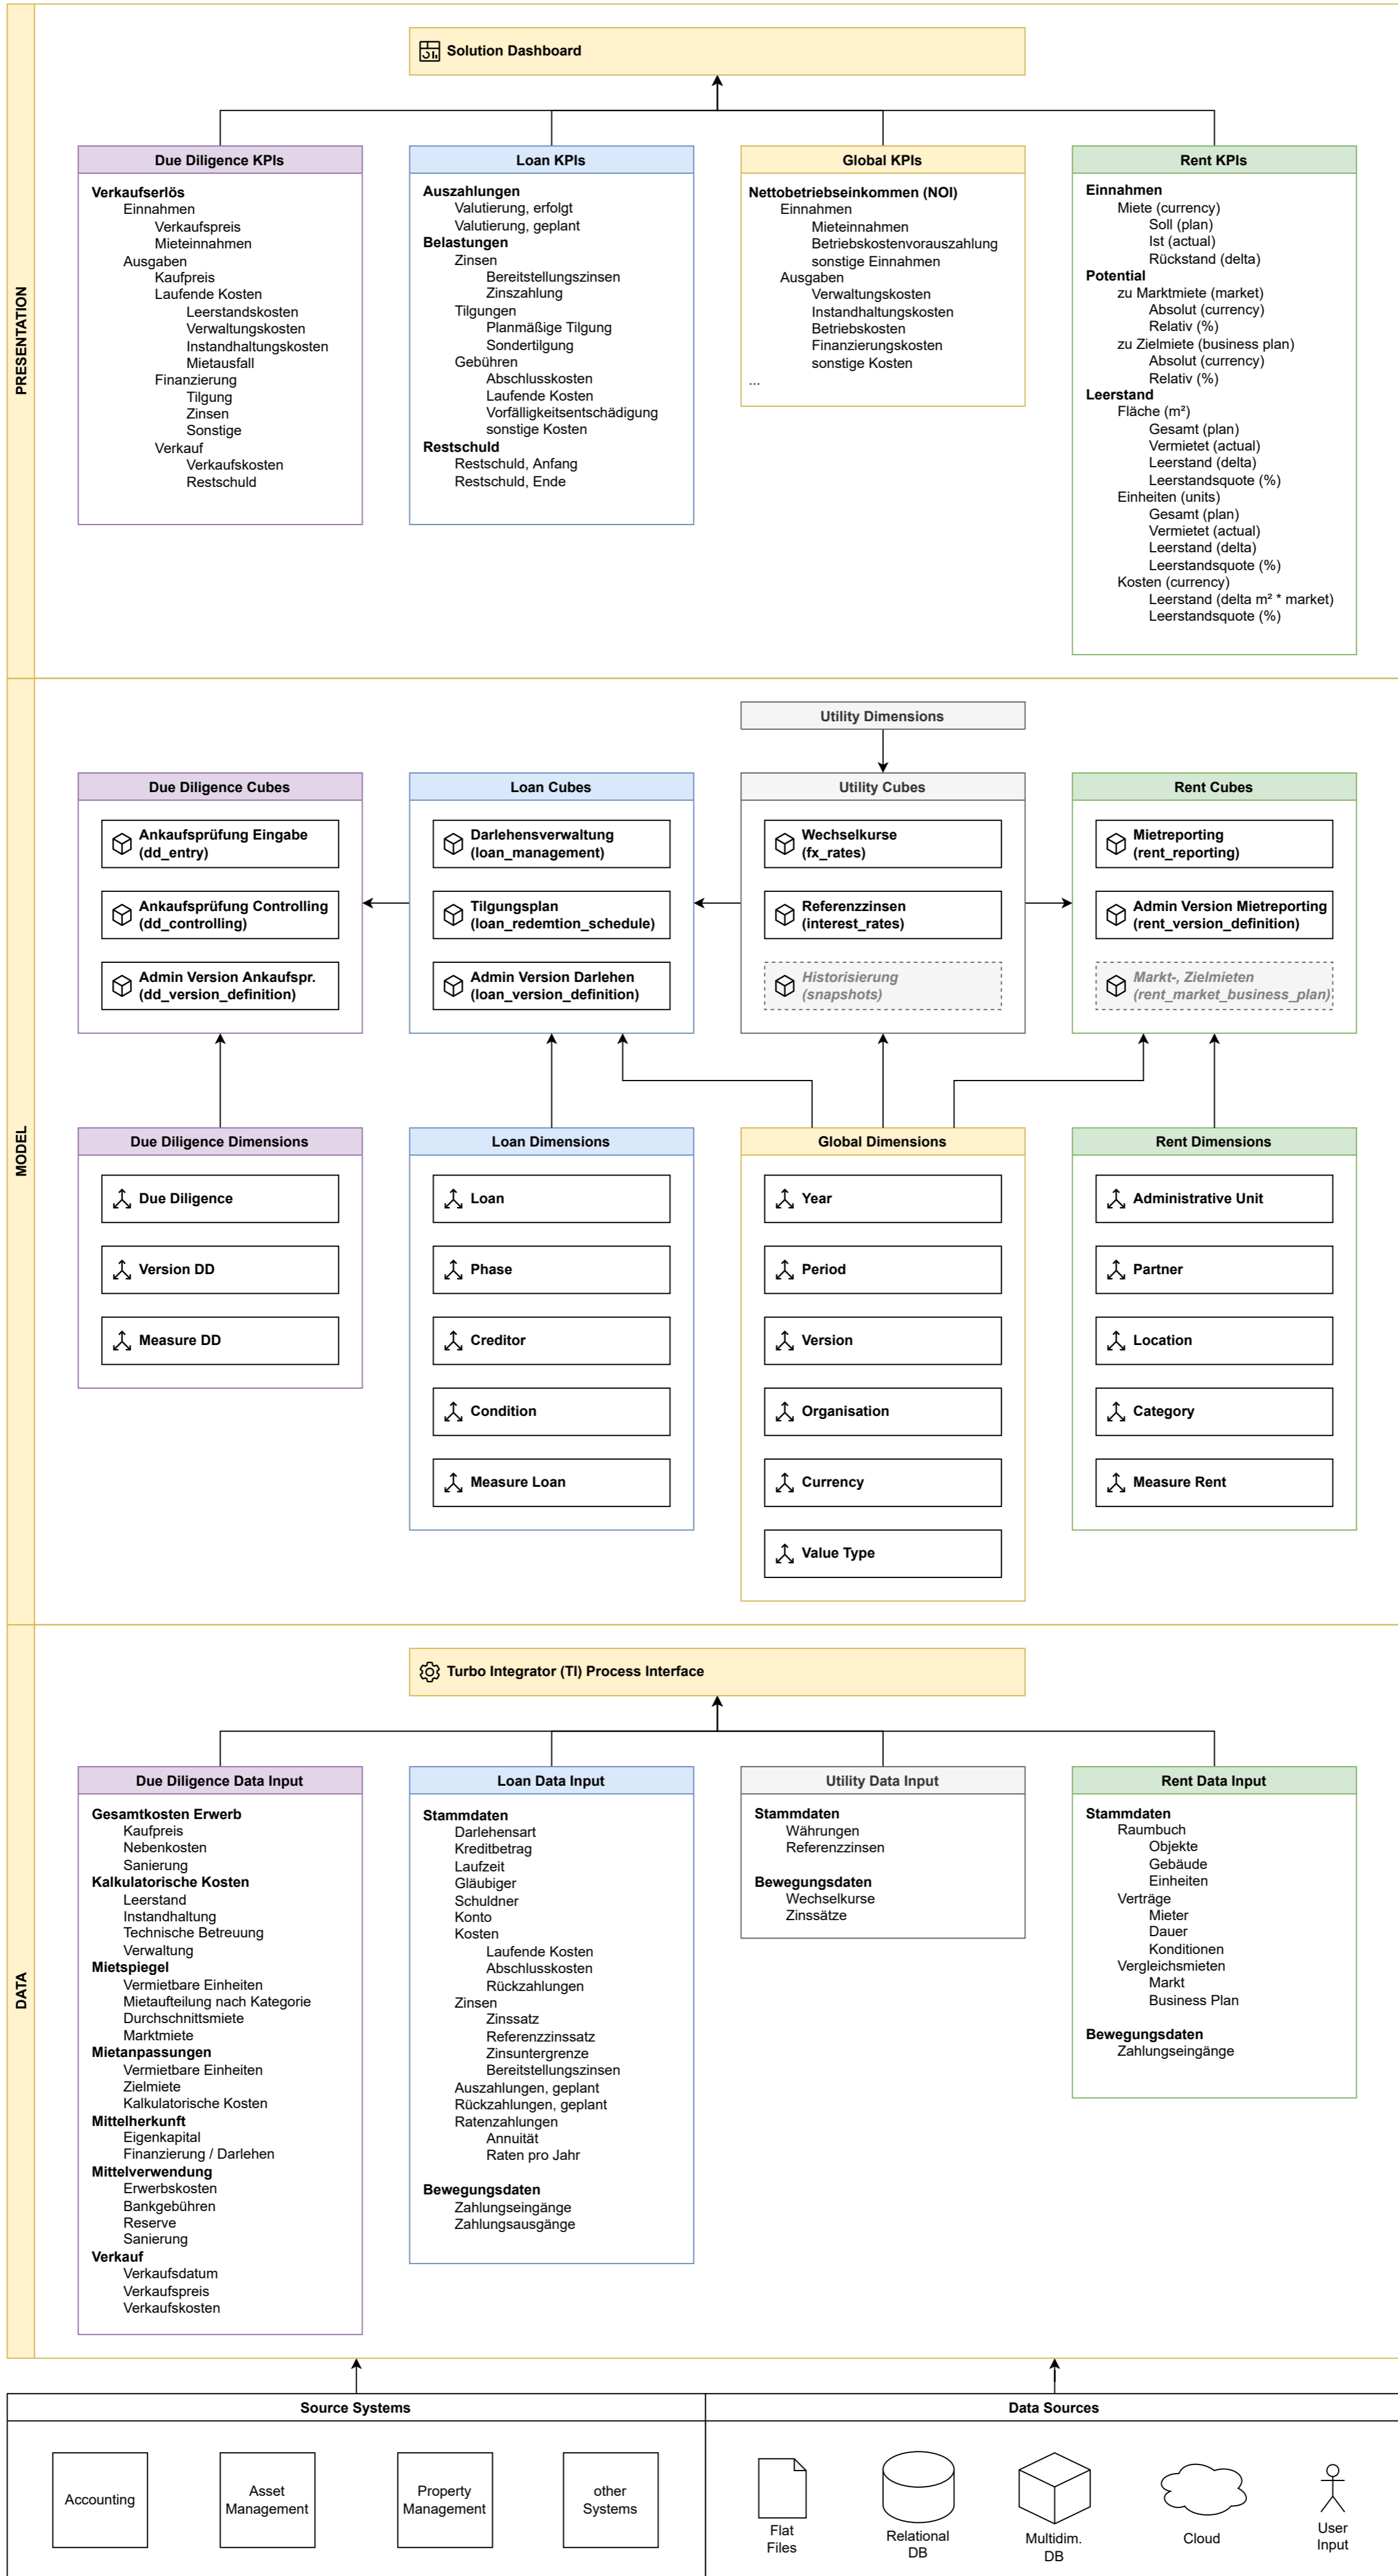 PRESENTATION
Solution Dashboard
Due Diligence KPIs
Verkaufserlös
Einnahmen
Verkaufspreis
Mieteinnahmen
Ausgaben
Kaufpreis
Laufende Kosten
Leerstandskosten
Verwaltungskosten
Instandhaltungskosten
Mietausfall
Finanzierung
Tilgung
Zinsen
Sonstige
Verkauf
Verkaufskosten
Restschuld
Loan KPIs
Auszahlungen
Valutierung, erfolgt
Valutierung, geplant
Belastungen
Zinsen
Bereitstellungszinsen
Zinszahlung
Tilgungen
Planmäßige Tilgung
Sondertilgung
Gebühren
Abschlusskosten
Laufende Kosten
Vorfälligkeitsentschädigung
sonstige Kosten
Restschuld
Restschuld, Anfang
Restschuld, Ende
Global KPIs
Nettobetriebseinkommen (NOI)
Einnahmen
Mieteinnahmen
Betriebskostenvorauszahlung
sonstige Einnahmen
Ausgaben
Verwaltungskosten
Instandhaltungskosten
Betriebskosten
Finanzierungskosten
sonstige Kosten
...
Rent KPIs
Einnahmen
Miete (currency)
Soll (plan)
Ist (actual)
Rückstand (delta)
Potential
zu Marktmiete (market)
Absolut (currency)
Relativ (%)
zu Zielmiete (business plan)
Absolut (currency)
Relativ (%)
Leerstand
Fläche (m²)
Gesamt (plan)
Vermietet (actual)
Leerstand (delta)
Leerstandsquote (%)
Einheiten (units)
Gesamt (plan)
Vermietet (actual)
Leerstand (delta)
Leerstandsquote (%)
Kosten (currency)
Leerstand (delta m² * market)
Leerstandsquote (%)
MODEL
Utility Dimensions
Due Diligence Cubes
Ankaufsprüfung Eingabe
(dd_entry)
Ankaufsprüfung Controlling
(dd_controlling)
Admin Version Ankaufspr.
(dd_version_definition)
Loan Cubes
Darlehensverwaltung
(loan_management)
Tilgungsplan
(loan_redemtion_schedule)
Admin Version Darlehen
(loan_version_definition)
Utility Cubes
Wechselkurse
(fx_rates)
Referenzzinsen
(interest_rates)
Historisierung
(snapshots)
Rent Cubes
Mietreporting
(rent_reporting)
Admin Version Mietreporting
(rent_version_definition)
Markt-, Zielmieten
(rent_market_business_plan)
Due Diligence Dimensions
Due Diligence
Version DD
Measure DD
Loan Dimensions
Loan
Phase
Creditor
Condition
Measure Loan
Global Dimensions
Year
Period
Version
Organisation
Currency
Value Type
Rent Dimensions
Administrative Unit
Partner
Location
Category
Measure Rent
DATA
Turbo Integrator (TI) Process Interface
Due Diligence Data Input
Gesamtkosten Erwerb
Kaufpreis
Nebenkosten
Sanierung
Kalkulatorische Kosten
Leerstand
Instandhaltung
Technische Betreuung
Verwaltung
Mietspiegel
Vermietbare Einheiten
Mietaufteilung nach Kategorie
Durchschnittsmiete
Marktmiete
Mietanpassungen
Vermietbare Einheiten
Zielmiete
Kalkulatorische Kosten
Mittelherkunft
Eigenkapital
Finanzierung / Darlehen
Mittelverwendung
Erwerbskosten
Bankgebühren
Reserve
Sanierung
Verkauf
Verkaufsdatum
Verkaufspreis
Verkaufskosten
Loan Data Input
Stammdaten
Darlehensart
Kreditbetrag
Laufzeit
Gläubiger
Schuldner
Konto
Kosten
Laufende Kosten
Abschlusskosten
Rückzahlungen
Zinsen
Zinssatz
Referenzzinssatz
Zinsuntergrenze
Bereitstellungszinsen
Auszahlungen, geplant
Rückzahlungen, geplant
Ratenzahlungen
Annuität
Raten pro Jahr
Bewegungsdaten
Zahlungseingänge
Zahlungsausgänge
Utility Data Input
Stammdaten
Währungen
Referenzzinsen
Bewegungsdaten
Wechselkurse
Zinssätze
Rent Data Input
Stammdaten
Raumbuch
Objekte
Gebäude
Einheiten
Verträge
Mieter
Dauer
Konditionen
Vergleichsmieten
Markt
Business Plan
Bewegungsdaten
Zahlungseingänge
Source Systems
Accounting
Asset
Management
Property
Management
other
Systems
Data Sources
Flat
Files
Relational
DB
Multidim.
DB
Cloud
User
Input